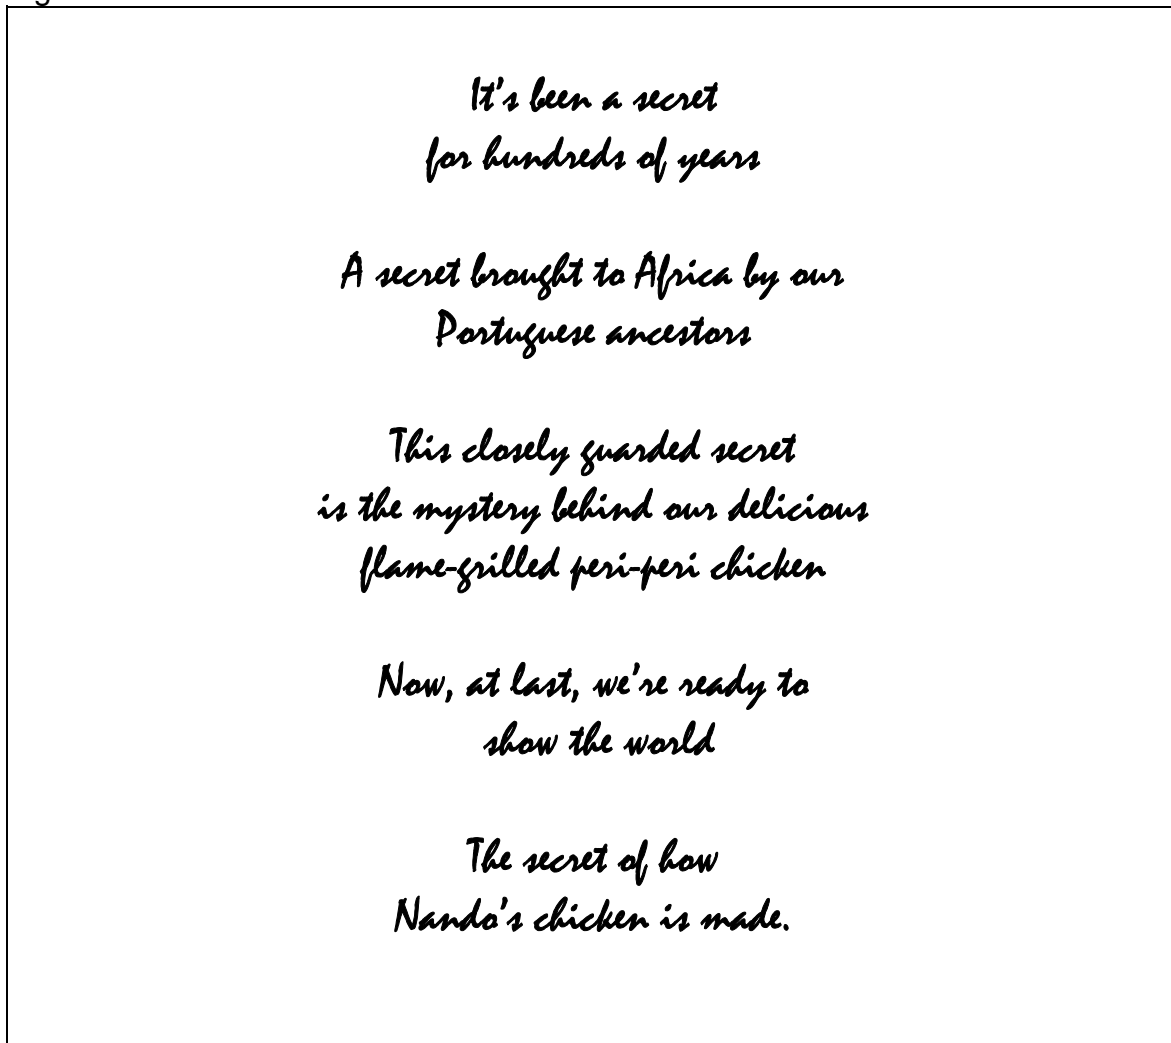 It's been a secret
for hundreds of years
A secret brought to Africa by our
Portuguese ancestors
This closely guarded secret
is the mystery behind our delicious
flame-grilled peri-peri chicken
Now, at last, we're ready to
show the world
The secret of how
Nando's chicken is made.